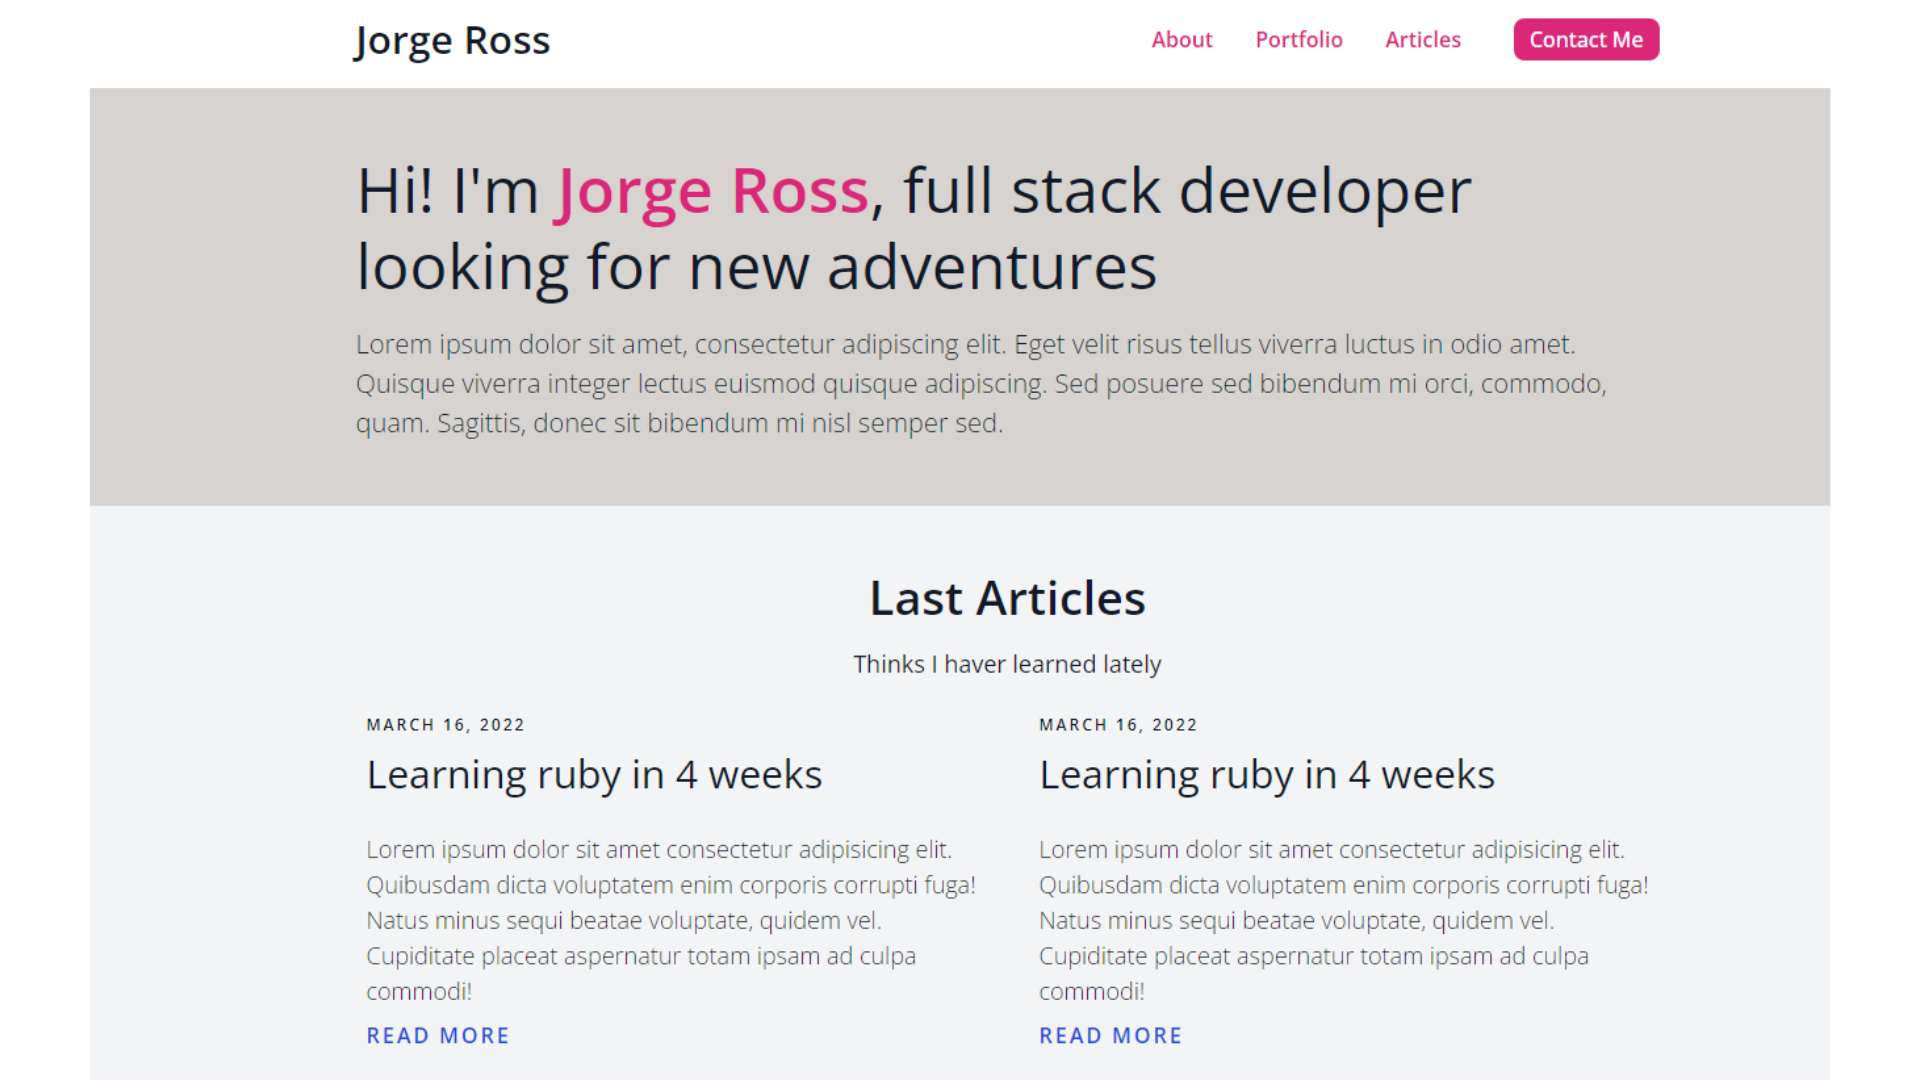 Jorge Ross
About Portfolio Articles Contact Me
Hi! I'm Jorge Ross, full stack developer
looking for new adventures
Lorem ipsum dolor sit amet, consectetur adipiscing elit. Eget velit risus tellus viverra luctus in odio amet.
Quisque viverra integer lectus euismod quisque adipiscing. Sed posuere sed bibendum mi orci, commodo,
quam. Sagittis, donec sit bibendum mi nisl semper sed.
Last Articles
Thinks I haver learned lately
MARCH 16, 2022
Learning ruby in 4 weeks
Lorem ipsum dolor sit amet consectetur adipisicing elit.
Quibusdam dicta voluptatem enim corporis corrupti fuga!
Natus minus sequi beatae voluptate, quidem vel.
Cupiditate placeat aspernatur totam ipsam ad culpa
commodi!
READ MORE
MARCH 16, 2022
Learning ruby in 4 weeks
Lorem ipsum dolor sit amet consectetur adipisicing elit.
Quibusdam dicta voluptatem enim corporis corrupti fuga!
Natus minus sequi beatae voluptate, quidem vel.
Cupiditate placeat aspernatur totam ipsam ad culpa
commodi!
READ MORE